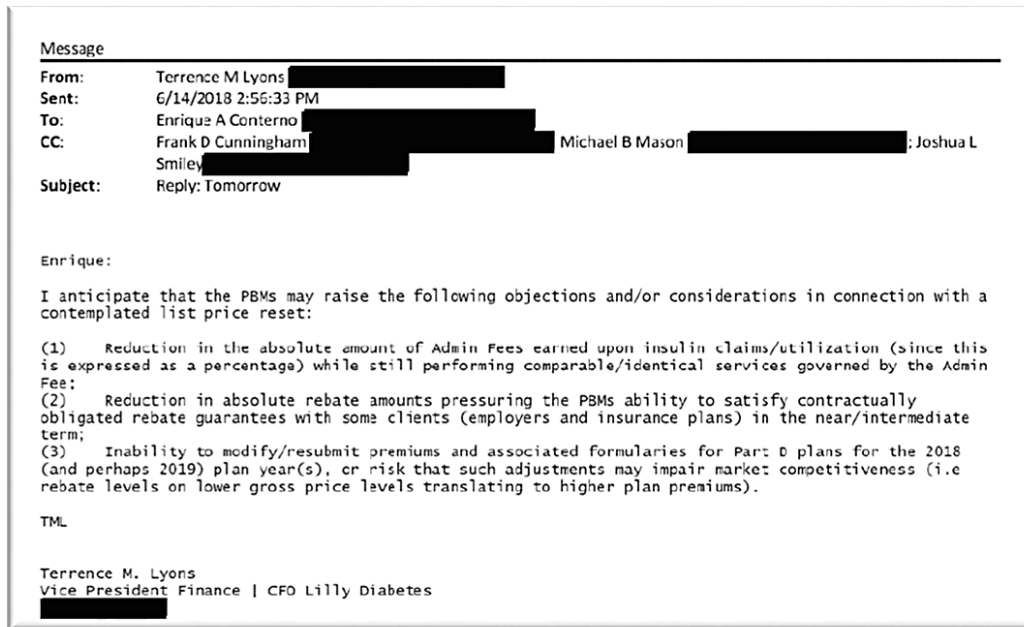 Message
From: Terrence M Lyons
Sent: 6/14/2018 2:56:33 PM
To: Enrique A Conterno
CC: Frank D Cunningham Michael B Mason ; Joshua L
Smiley
Subject: Reply: Tomorrow
Enrique:
I anticipate that the PBMs may raise the following objections and/or considerations in connection with a
contemplated list price reset:
(1) Reduction in the absolute amount of Admin Fees earned upon insulin claims/utilization (since this
is expressed as a percentage) while still performing comparable/identical services governed by the Admin
Fee;
(2) Reduction in absolute rebate amounts pressuring the PBMs ability to satisfy contractually
obligated rebate guarantees with some clients (employers and insurance plans) in the near/intermediate
term;
(3) Inability to modify/resubmit premiums and associated formularies for Part D plans for the 2018
(and perhaps 2019) plan year(s), or risk that such adjustments may impair market competitiveness (i.e
rebate levels on lower gross price levels translating to higher plan premiums).
TML
Terrence M. Lyons
Vice President Finance | CFO Lilly Diabetes